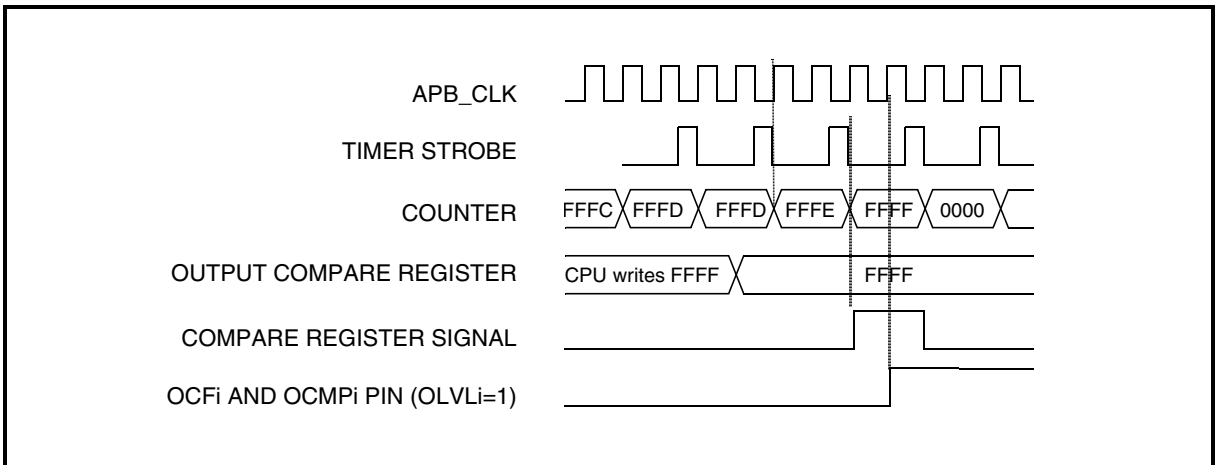 APB_CLK
TIMER STROBE
COUNTER
FFFC FFFD FFFD FFFE FFFF 0000
OUTPUT COMPARE REGISTER
CPU writes FFFF FFFF
COMPARE REGISTER SIGNAL
OCFi AND OCMPi PIN (OLVLi=1)